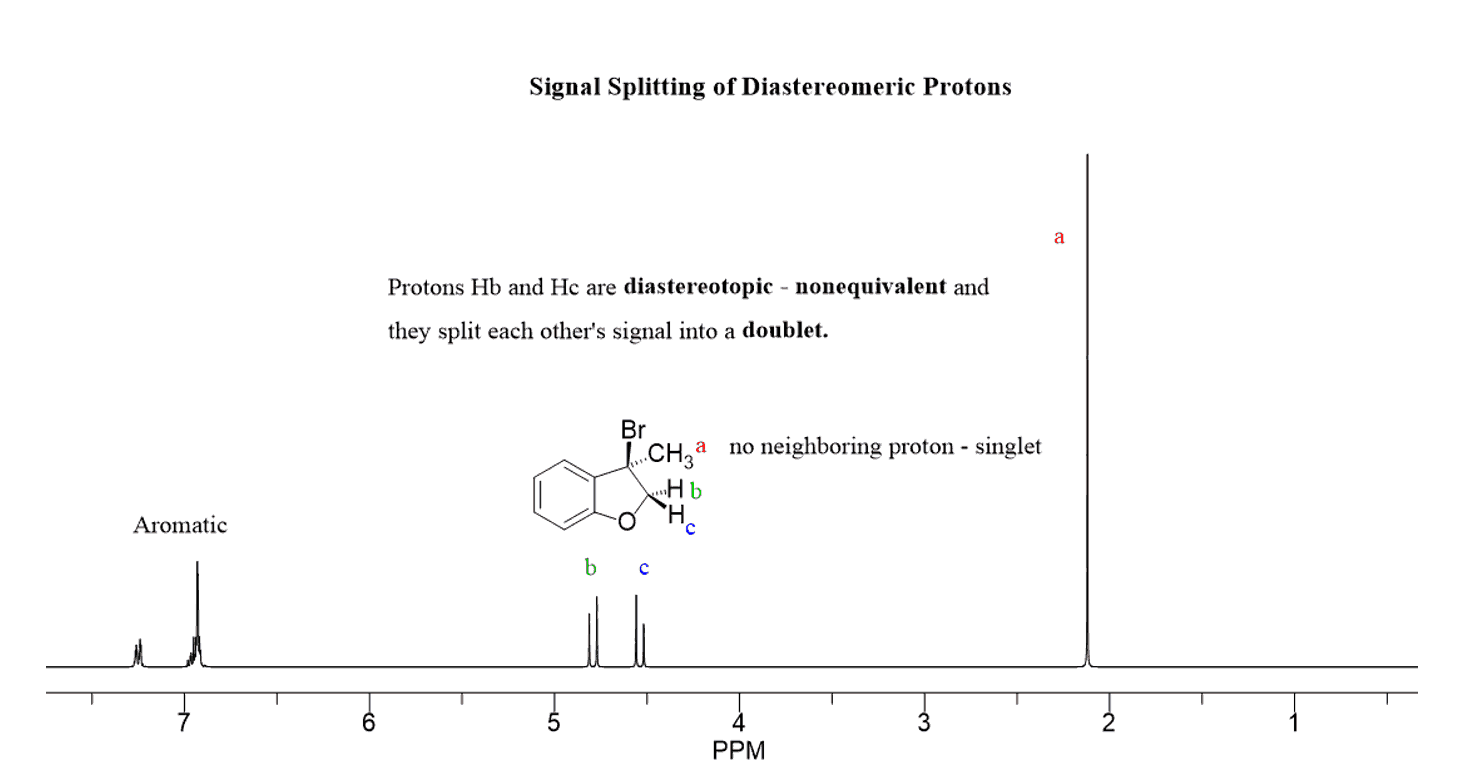 Signal Splitting of Diastereomeric Protons
a
Protons Hb and Hc are diastereotopic - nonequivalent and
they split each other's signal into a doublet.
Br
CH3 a no neighboring proton - singlet
H b
H c
O
Aromatic
b c
7 6 5 4 3 2 1
PPM